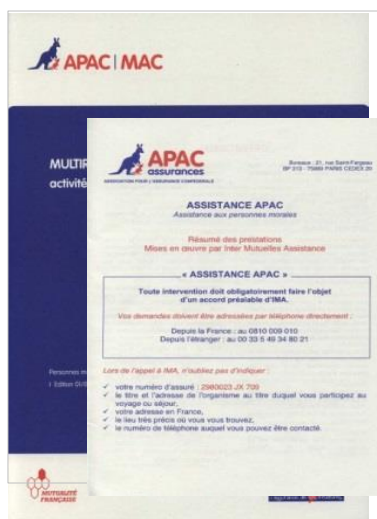 APAC | MAC
MULTIR
activité
APAC
assurances
ASSOCIATION POUR L'ASSURANCE CONFEDERALE
Bureaux : 21, rue Saint-Fargeau
BP 313 - 75989 PARIS CEDEX 20
ASSISTANCE APAC
Assistance aux personnes morales
Résumé des prestations
Mises en œuvre par Inter Mutuelles Assistance
« ASSISTANCE APAC »
Toute intervention doit obligatoirement faire l'objet
d'un accord préalable d'IMA.
Vos demandes doivent être adressées par téléphone directement :
Depuis la France : au 0810 009 010
Depuis l'étranger : au 00 33 5 49 34 80 21
Lors de l'appel à IMA, n'oubliez pas d'indiquer :
✓ votre numéro d'assuré : 2980023 JX 709
✓ le titre et l'adresse de l'organisme au titre duquel vous participez au
voyage ou séjour,
✓ votre adresse en France,
✓ le lieu très précis où vous vous trouvez,
✓ le numéro de téléphone auquel vous pouvez être contacté.
Personnes m
Edition
MUTUALITÉ
FRANÇAISE